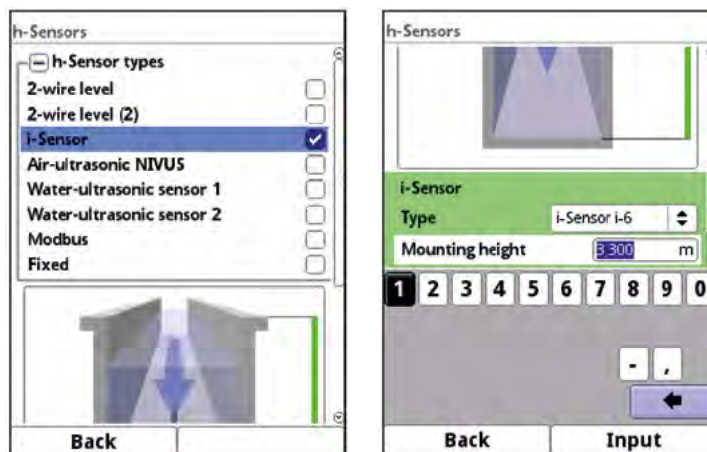 h-Sensors
h-Sensor types
2-wire level
2-wire level (2)
i-Sensor
Air-ultrasonic NIVUS
Water-ultrasonic sensor 1
Water-ultrasonic sensor 2
Modbus
Fixed
Back
h-Sensors
i-Sensor
Type i-Sensor i-6
Mounting height 3.300 m
1 2 3 4 5 6 7 8 9 0
- ,
Back Input